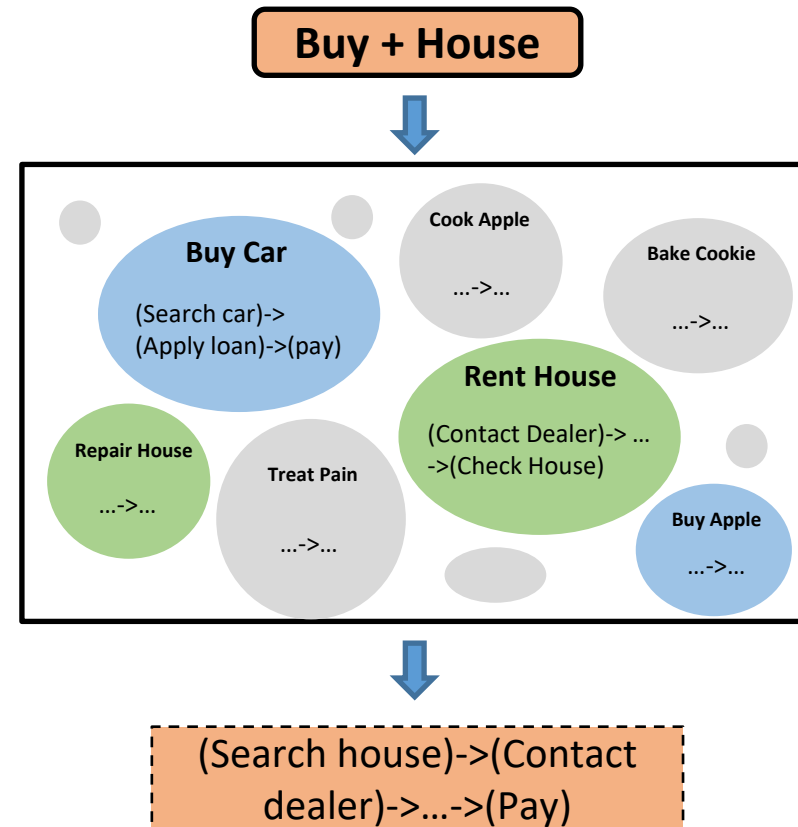 Buy + House
Cook Apple
...->...
Bake Cookie
...->...
Buy Car
(Search car)->
(Apply loan)->(pay)
Rent House
(Contact Dealer)-> ...
->(Check House)
Repair House
...->...
Treat Pain
...->...
Buy Apple
...->...
(Search house)->(Contact
dealer)->...->(Pay)